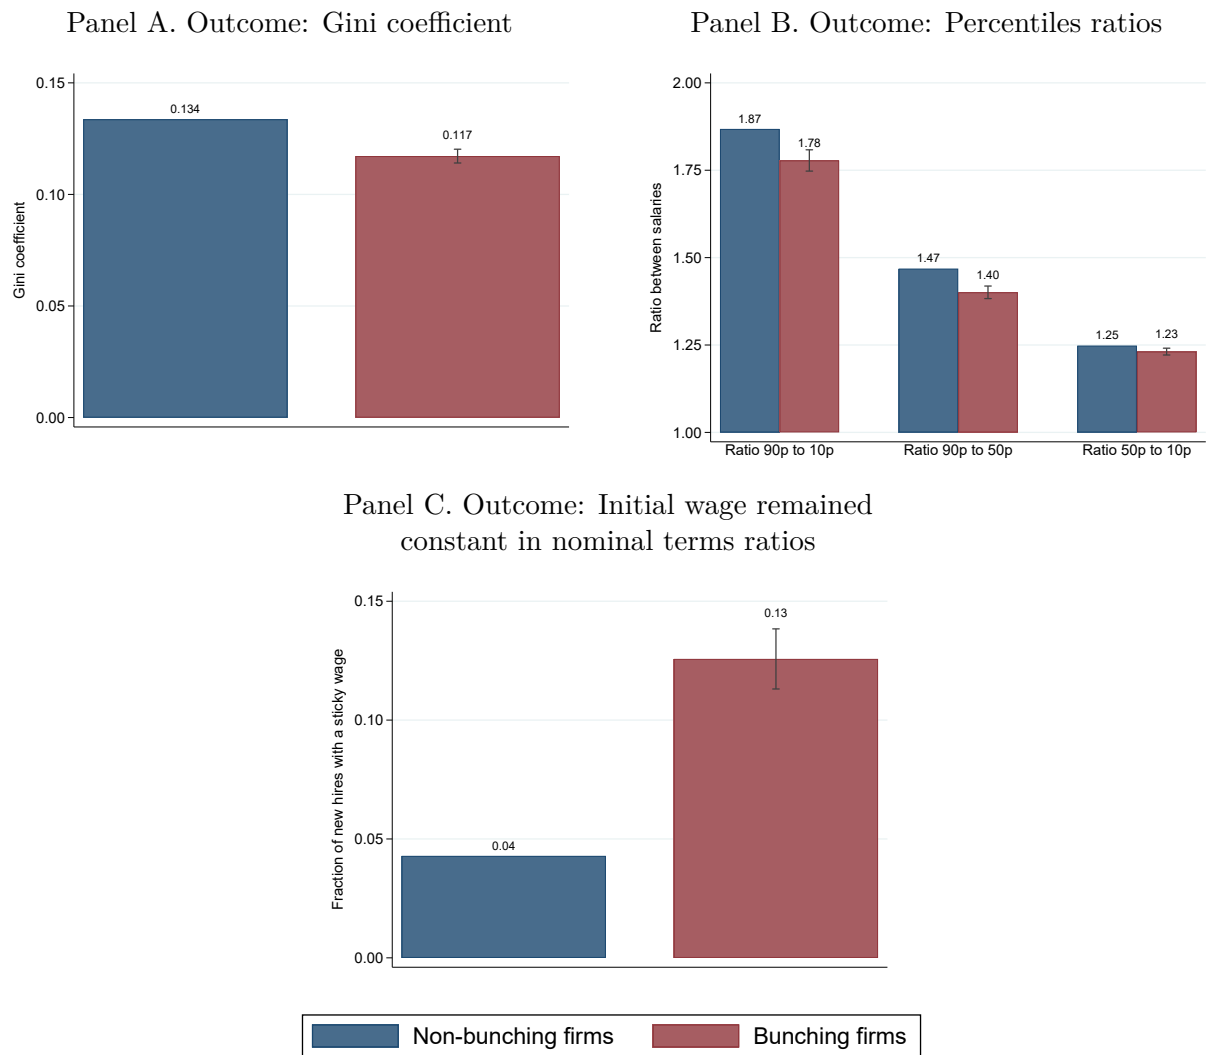 Panel A. Outcome: Gini coefficient
0.15
0.10
0.05
0.00
Gini coefficient
0.134
0.117
Panel B. Outcome: Percentiles ratios
2.00
1.75
1.50
1.25
1.00
Ratio between salaries
1.87
1.78
1.47
1.40
1.25
1.23
Ratio 90p to 10p
Ratio 90p to 50p
Ratio 50p to 10p
Panel C. Outcome: Initial wage remained
constant in nominal terms ratios
0.15
0.10
0.05
0.00
Fraction of new hires with a sticky wage
0.04
0.13
Non-bunching firms
Bunching firms